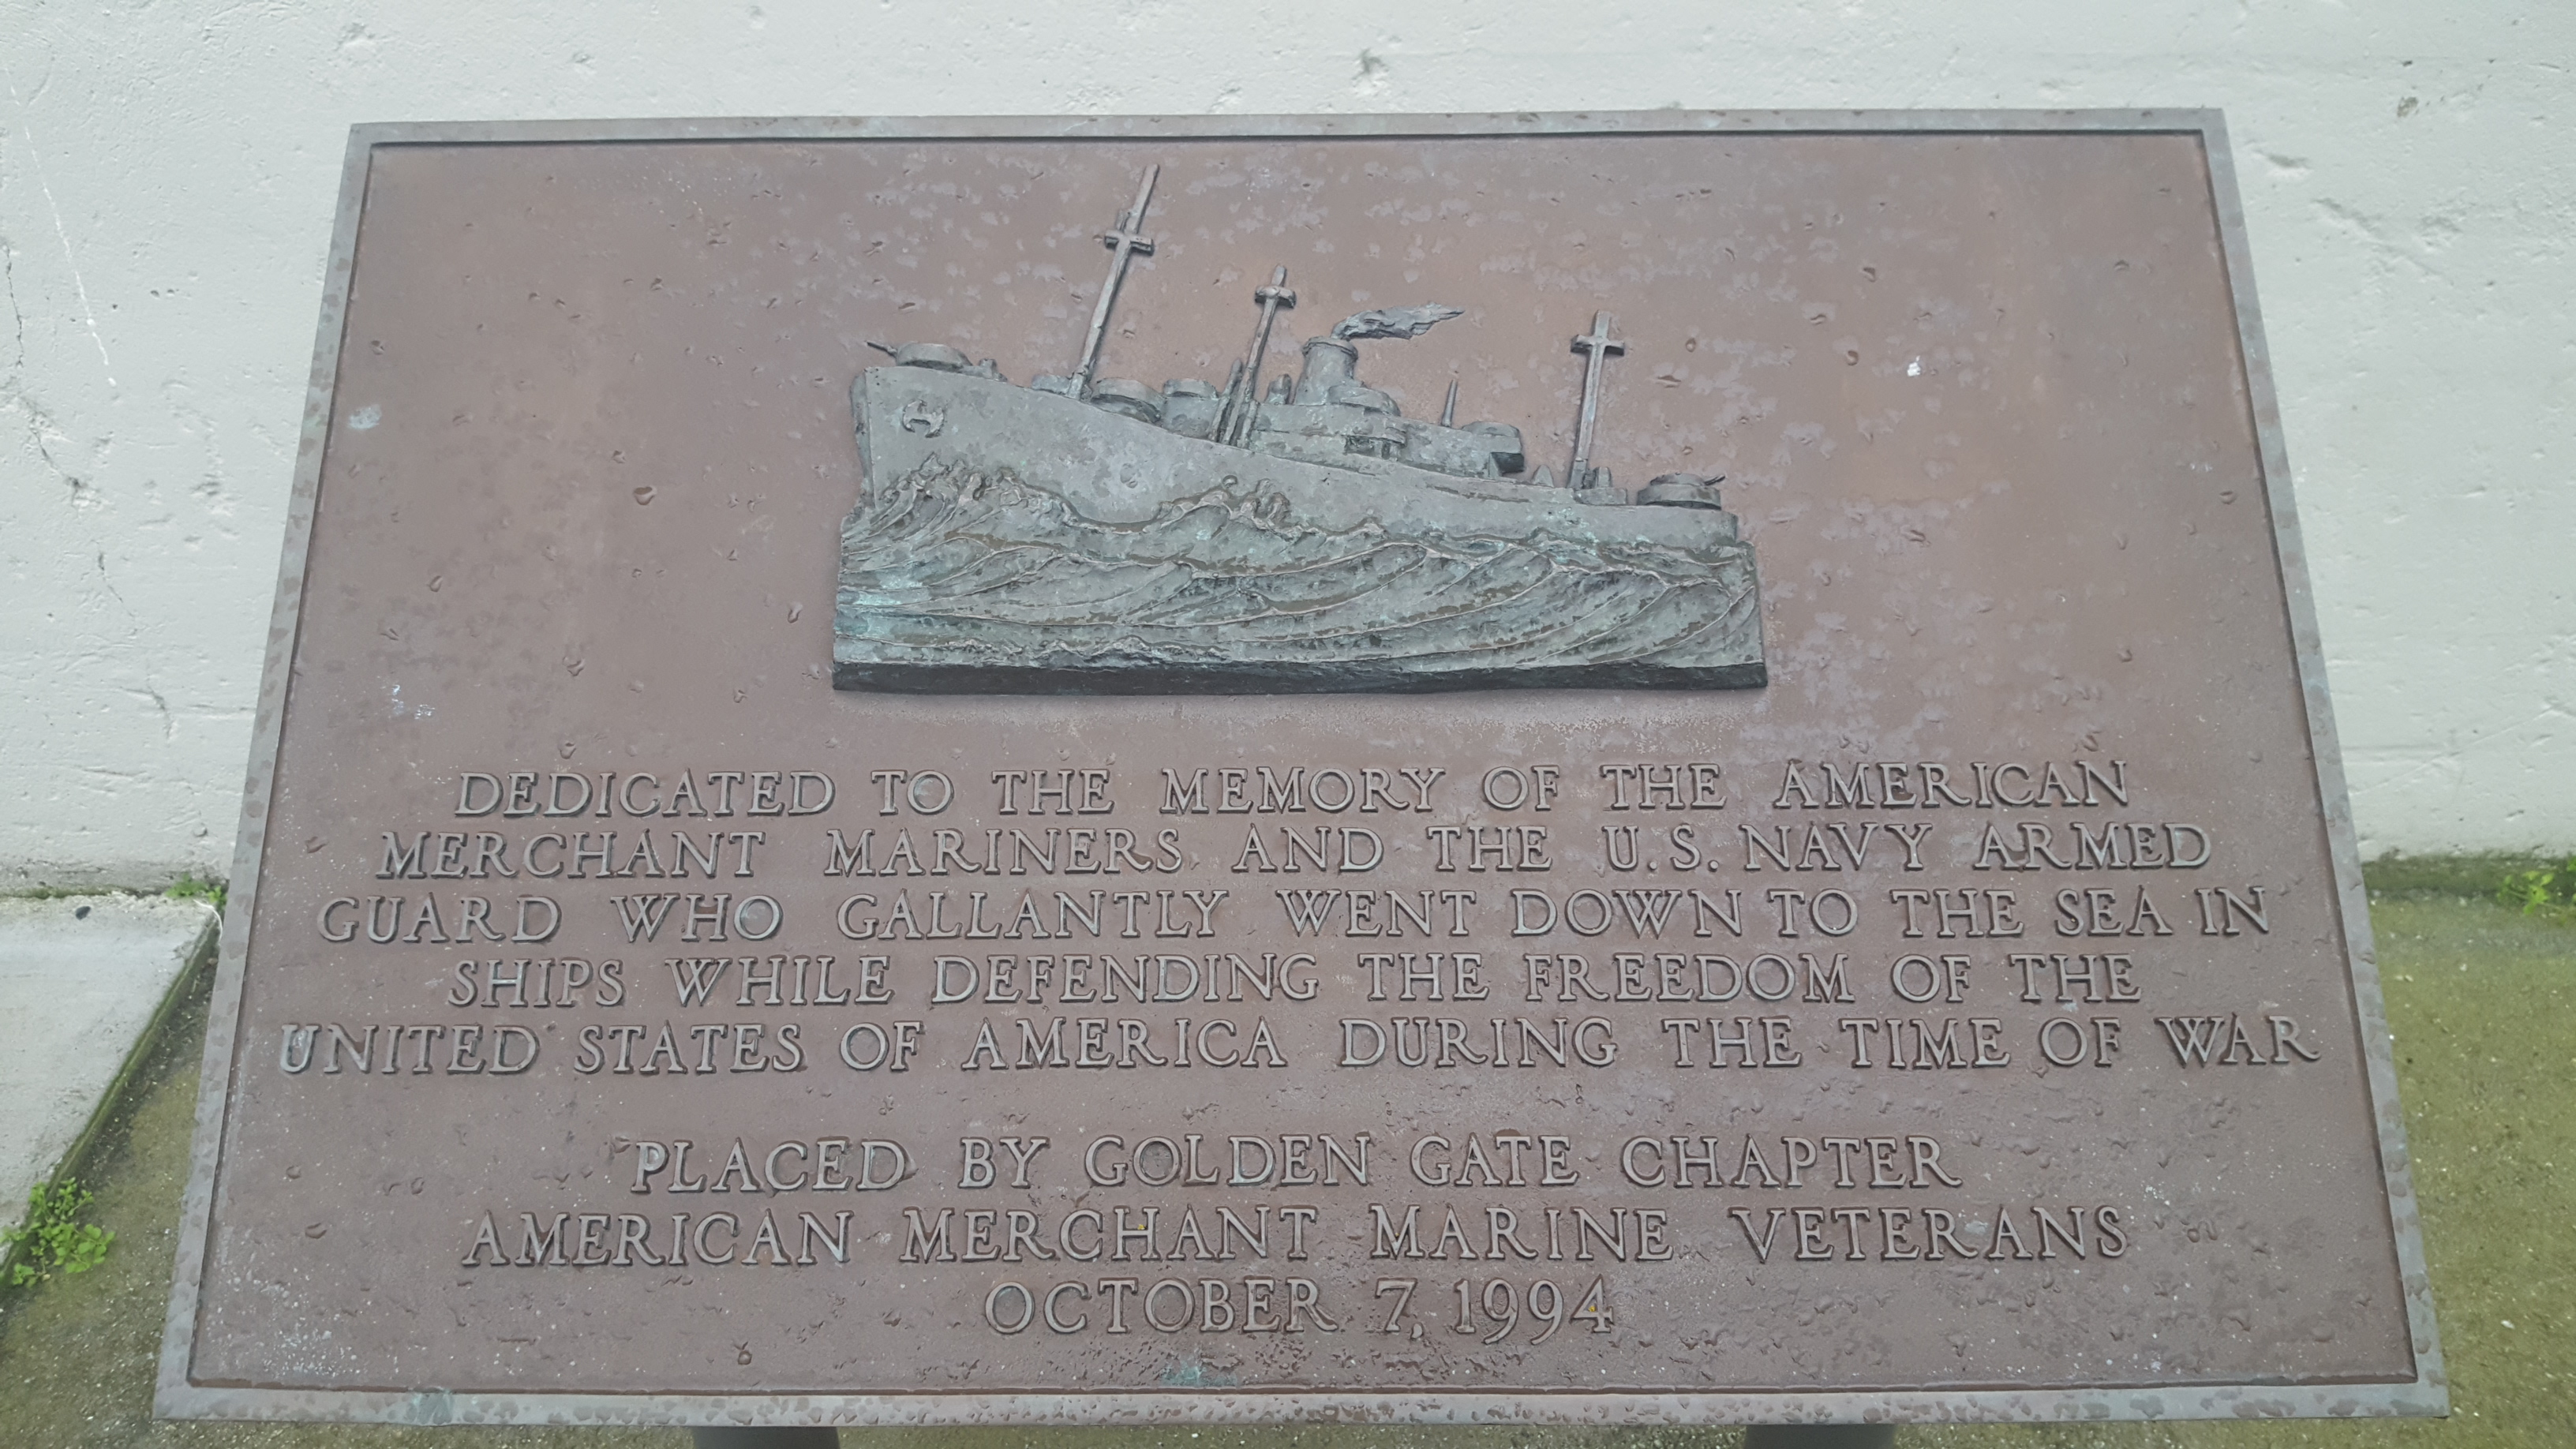 DEDICATED TO THE MEMORY OF THE AMERICAN
MERCHANT MARINERS AND THE U.S. NAVY ARMED
GUARD WHO GALLANTLY WENT DOWN TO THE SEA IN
SHIPS WHILE DEFENDING THE FREEDOM OF THE
UNITED STATES OF AMERICA DURING THE TIME OF WAR
PLACED BY GOLDEN GATE CHAPTER
AMERICAN MERCHANT MARINE VETERANS
OCTOBER 7, 1994